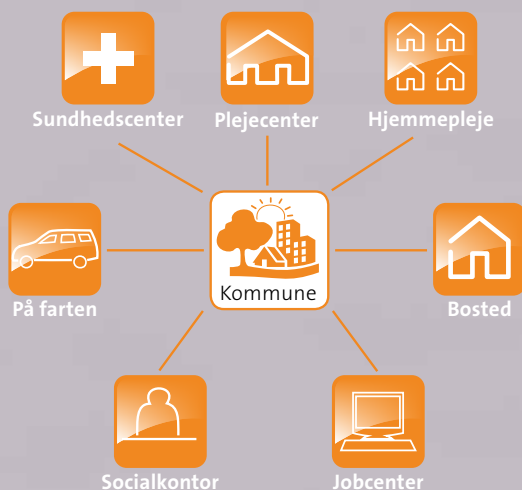 Sundhedscenter
Plejecenter
Hjemmepleje
På farten
Kommune
Bosted
Socialkontor
Jobcenter